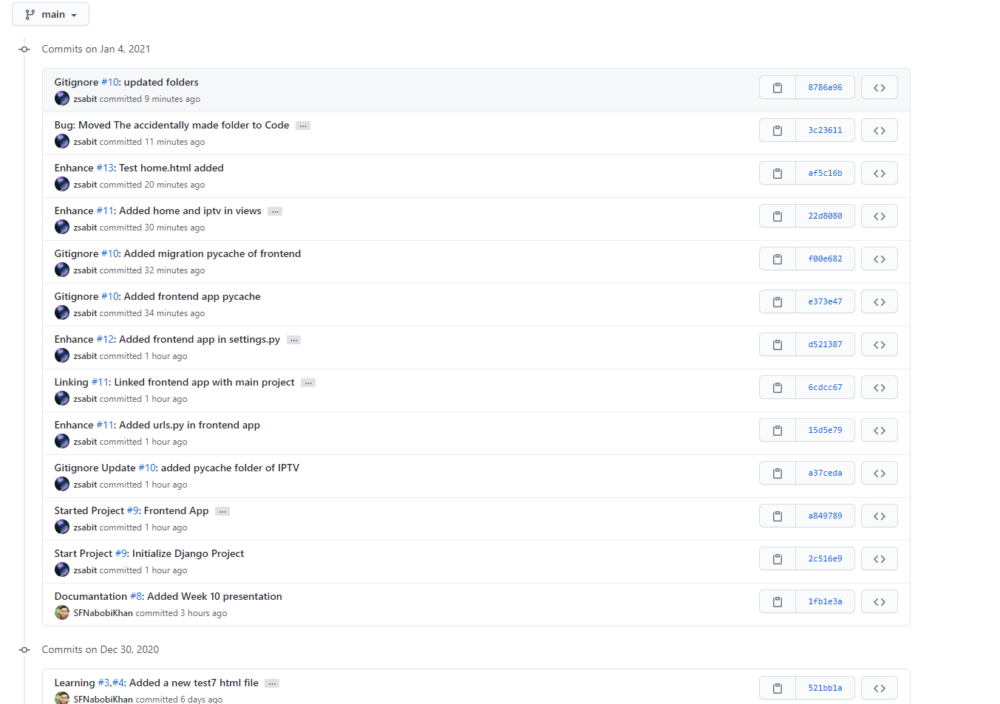 main
Commits on Jan 4, 2021
Gitignore #10: updated folders
zsabit committed 9 minutes ago
8786a96
Bug: Moved The accidentally made folder to Code ...
zsabit committed 11 minutes ago
3c23611
Enhance #13: Test home.html added
zsabit committed 20 minutes ago
af5c16b
Enhance #11: Added home and iptv in views ...
zsabit committed 30 minutes ago
22d8080
Gitignore #10: Added migration pycache of frontend
zsabit committed 32 minutes ago
f00e682
Gitignore #10: Added frontend app pycache
zsabit committed 34 minutes ago
e373e47
Enhance #12: Added frontend app in settings.py ...
zsabit committed 1 hour ago
d521387
Linking #11: Linked frontend app with main project ...
zsabit committed 1 hour ago
6cdcc67
Enhance #11: Added urls.py in frontend app
zsabit committed 1 hour ago
15d5e79
Gitignore Update #10: added pycache folder of IPTV
zsabit committed 1 hour ago
a37ceda
Started Project #9: Frontend App ...
zsabit committed 1 hour ago
a849789
Start Project #9: Initialize Django Project
zsabit committed 1 hour ago
2c516e9
Documantation #8: Added Week 10 presentation
SFNabobiKhan committed 3 hours ago
1fb1e3a
Commits on Dec 30, 2020
Learning #3,#4: Added a new test7 html file ...
SFNabobiKhan committed 6 days ago
521bb1a